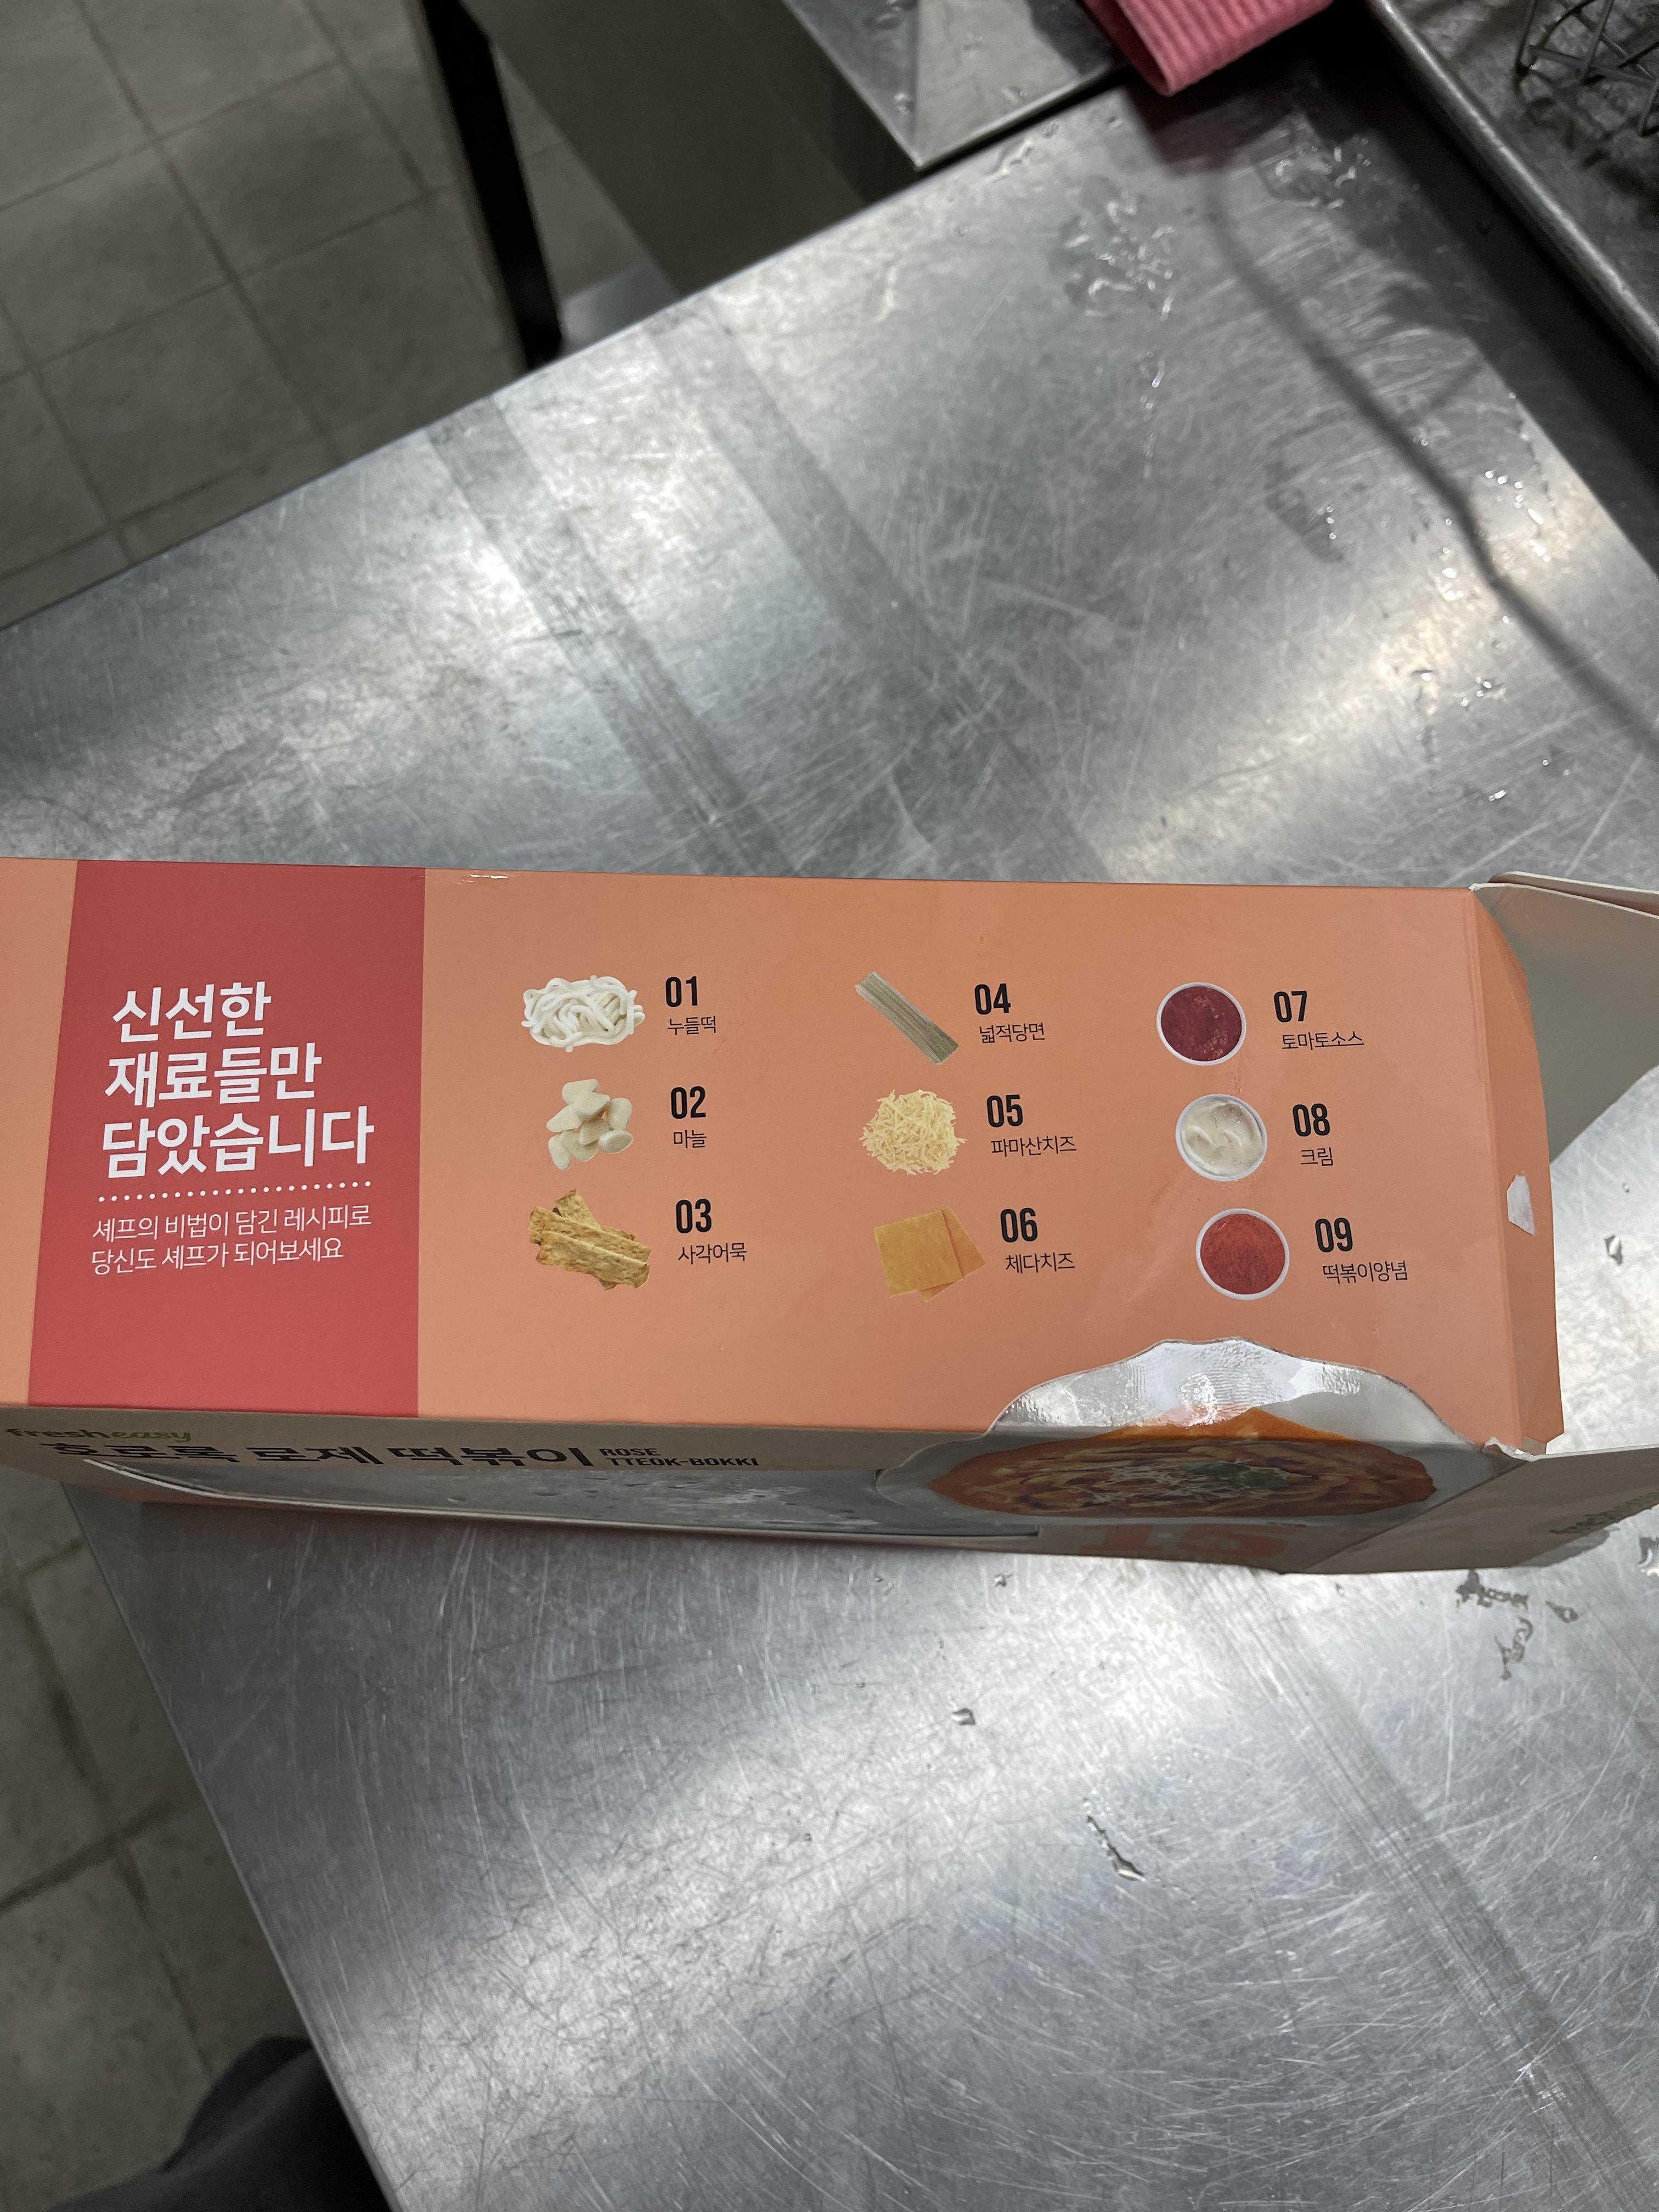 신선한
재료들만
담았습니다
셰프의 비법이 담긴 레시피로
당신도 셰프가 되어보세요
01
누들떡
02
마늘
03
사각어묵
04
넓적당면
05
파마산치즈
06
체다치즈
07
토마토소스
08
크림
09
떡볶이양념
fresheasy
호로록 로제 떡볶이
ROSE
TTEOK-BOKKI
15